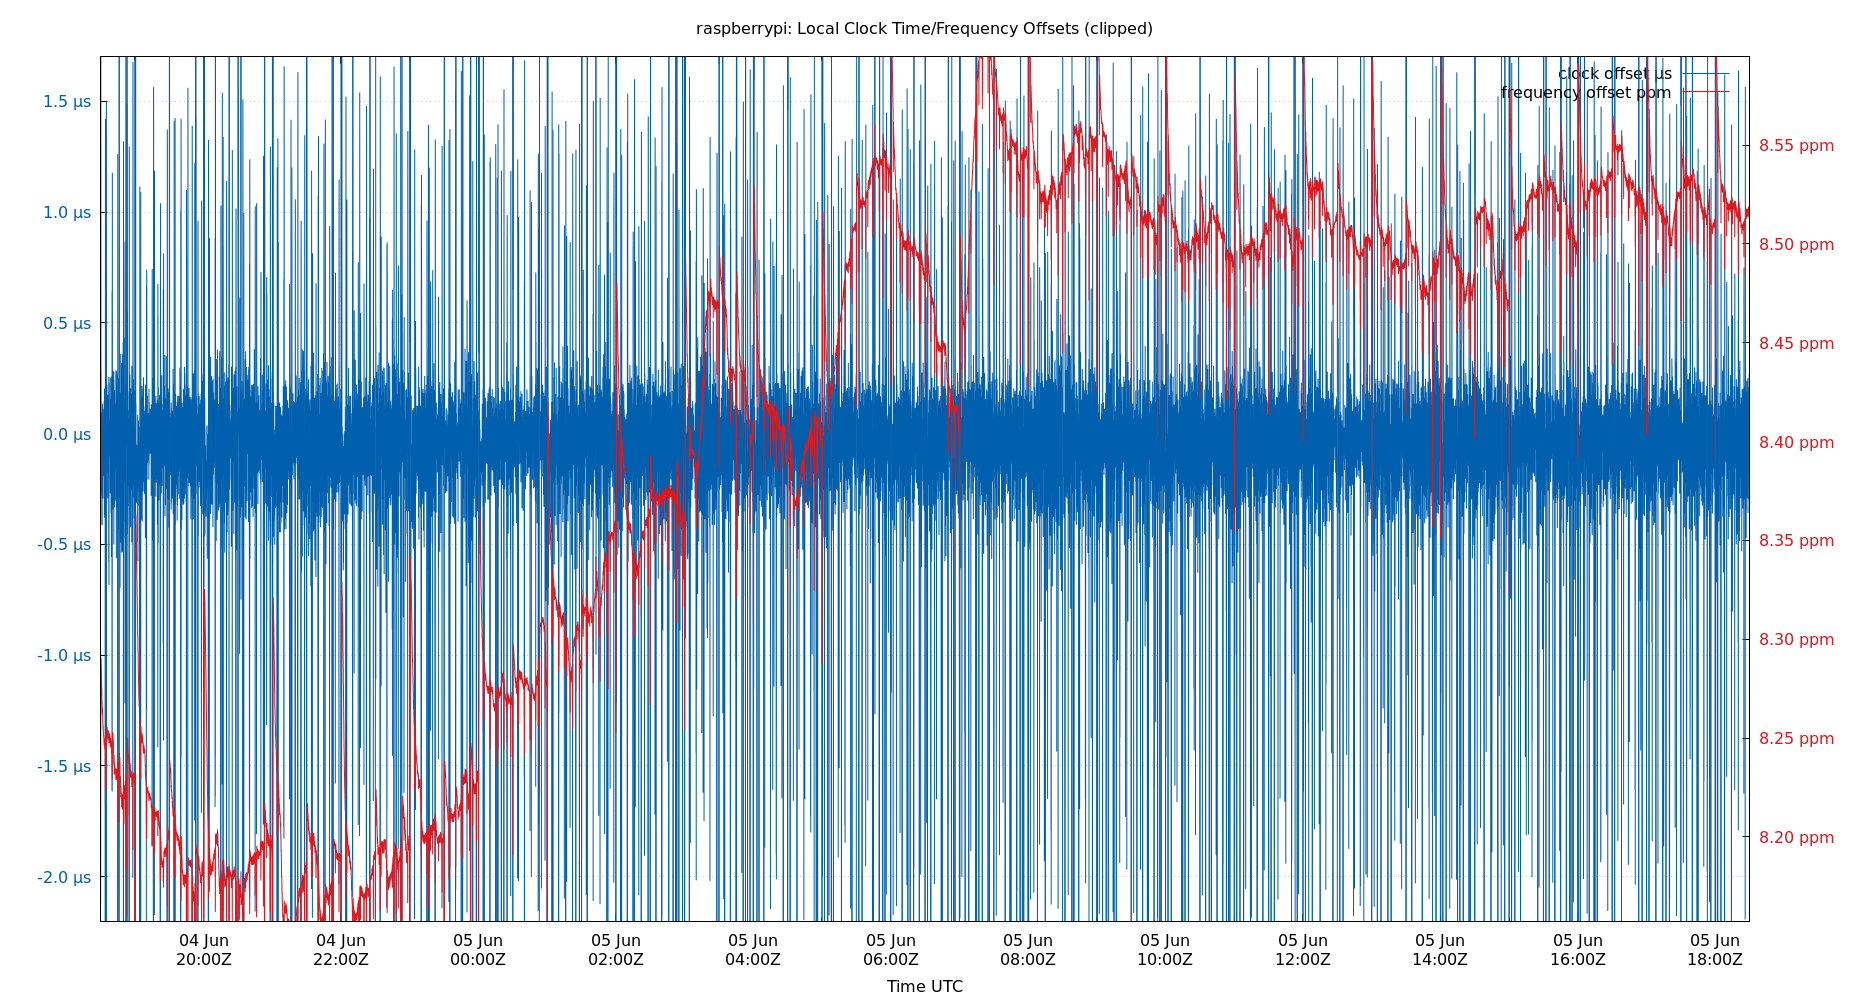 raspberrypi: Local Clock Time/Frequency Offsets (clipped)
clock offset µs
frequency offset ppm
1.5 µs
1.0 µs
0.5 µs
0.0 µs
-0.5 µs
-1.0 µs
-1.5 µs
-2.0 µs
8.55 ppm
8.50 ppm
8.45 ppm
8.40 ppm
8.35 ppm
8.30 ppm
8.25 ppm
8.20 ppm
04 Jun 04 Jun 05 Jun 05 Jun 05 Jun 05 Jun 05 Jun 05 Jun 05 Jun 05 Jun 05 Jun 05 Jun
20:00Z 22:00Z 00:00Z 02:00Z 04:00Z 06:00Z 08:00Z 10:00Z 12:00Z 14:00Z 16:00Z 18:00Z
Time UTC